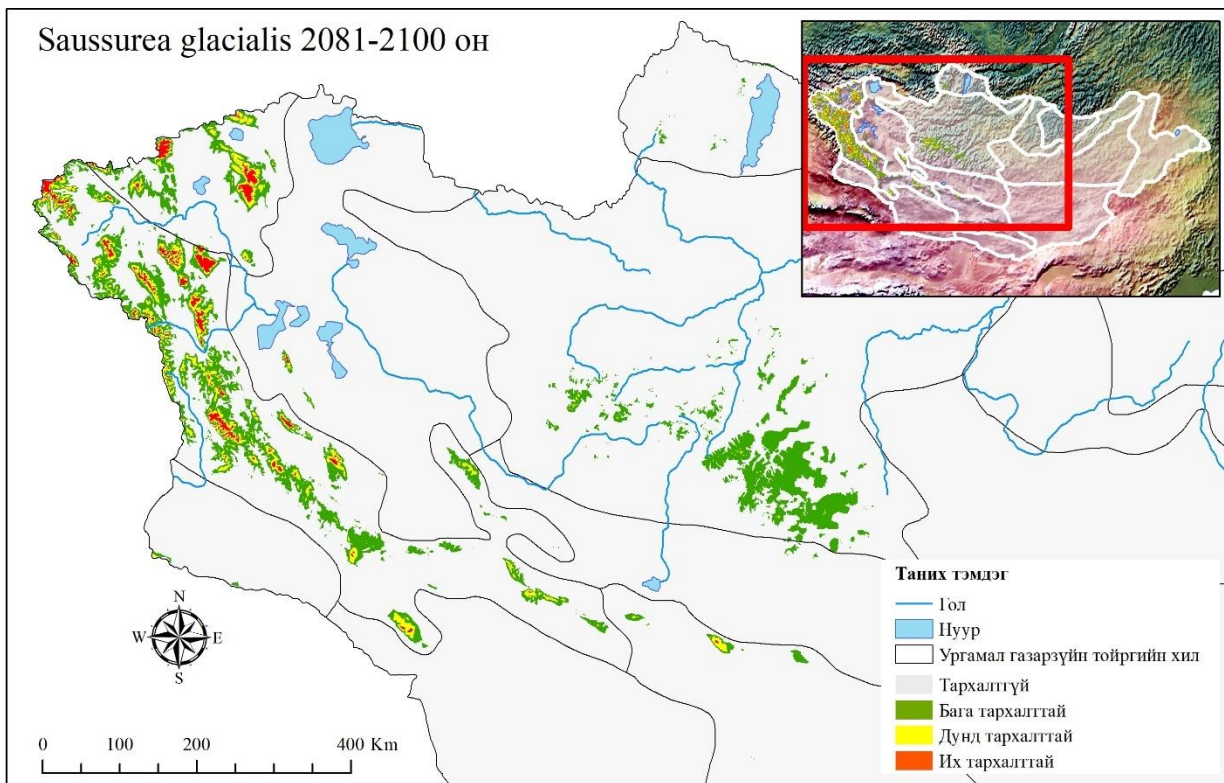 Saussurea glacialis 2081-2100 он
N
W
E
S
0
100
200
400 Km
Таних тэмдэг
Гол
Нуур
Ургамал газарзүйн тойргийн хил
Тархалтгүй
Бага тархалттай
Дунд тархалттай
Их тархалттай